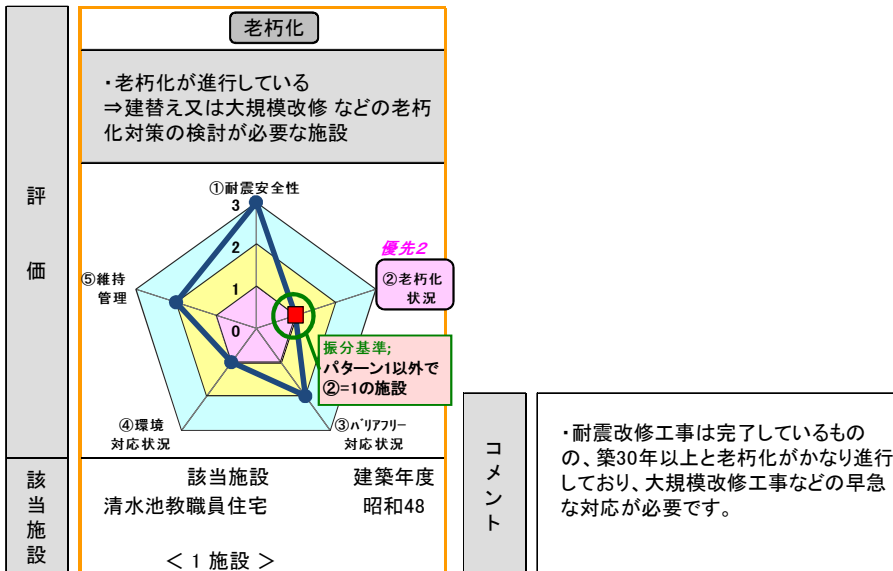 老朽化
・老朽化が進行している
⇒建替え又は大規模改修 などの老朽
化対策の検討が必要な施設
評
価
①耐震安全性
3
2
1
0
優先2
②老朽化
状況
⑤維持
管理
振分基準;
パターン1以外で
②=1の施設
④環境
対応状況
③バリアフリー
対応状況
該
当
施
設
該当施設 建築年度
清水池教職員住宅 昭和48
＜ 1 施設 ＞
コ
メ
ン
ト
・耐震改修工事は完了しているもの
の、築30年以上と老朽化がかなり進行
しており、大規模改修工事などの早急
な対応が必要です。